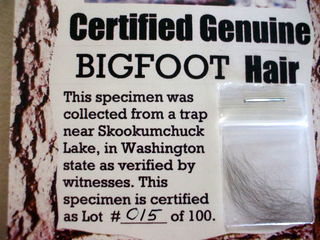 Certified Genuine
BIGFOOT Hair
This specimen was
collected from a trap
near Skookumchuck
Lake, in Washington
state as verified by
witnesses. This
specimen is certified
as Lot # 015 of 100.